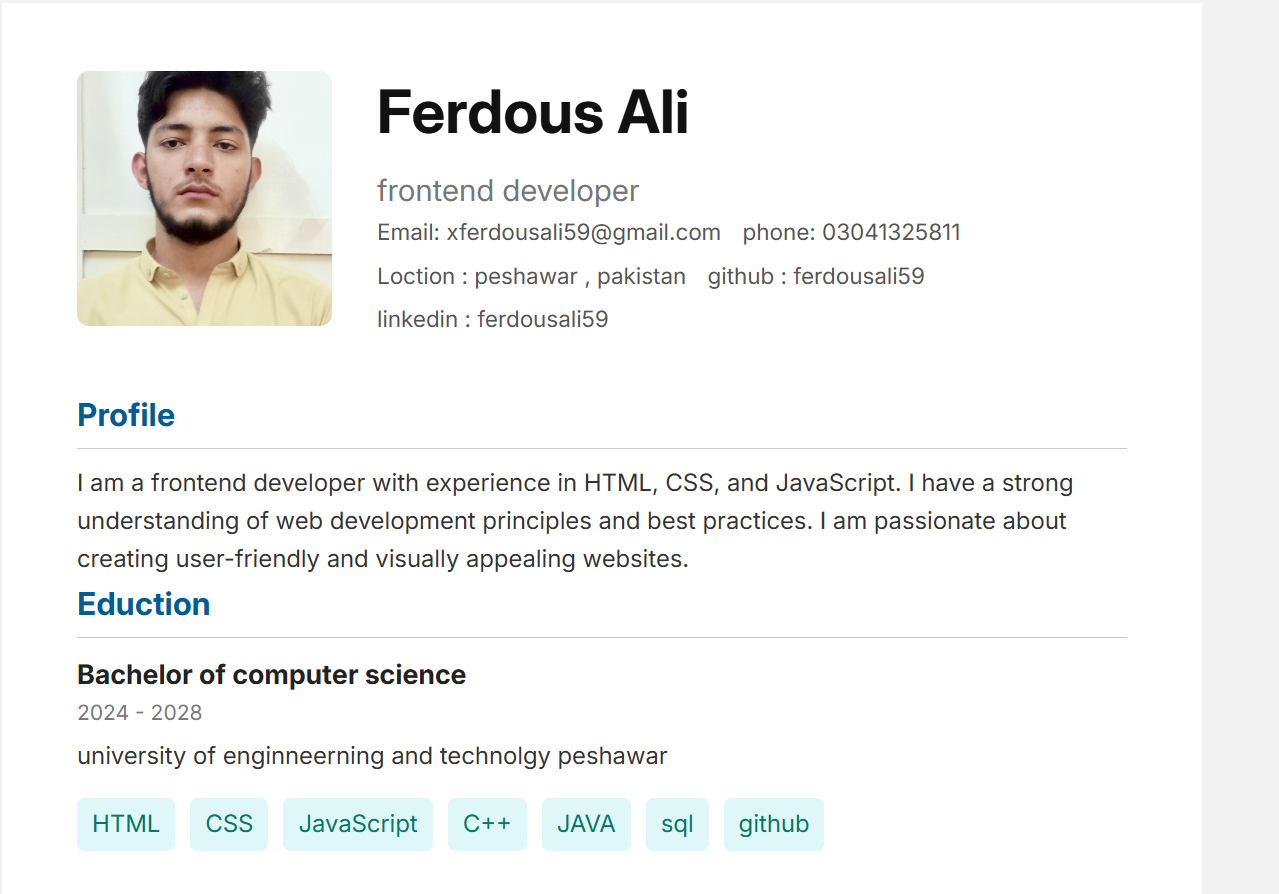 Ferdous Ali
frontend developer
Email: xferdousali59@gmail.com phone: 03041325811
Loction : peshawar , pakistan github : ferdousali59
linkedin : ferdousali59
Profile
I am a frontend developer with experience in HTML, CSS, and JavaScript. I have a strong
understanding of web development principles and best practices. I am passionate about
creating user-friendly and visually appealing websites.
Eduction
Bachelor of computer science
2024 - 2028
university of enginneerning and technolgy peshawar
HTML CSS JavaScript C++ JAVA sql github